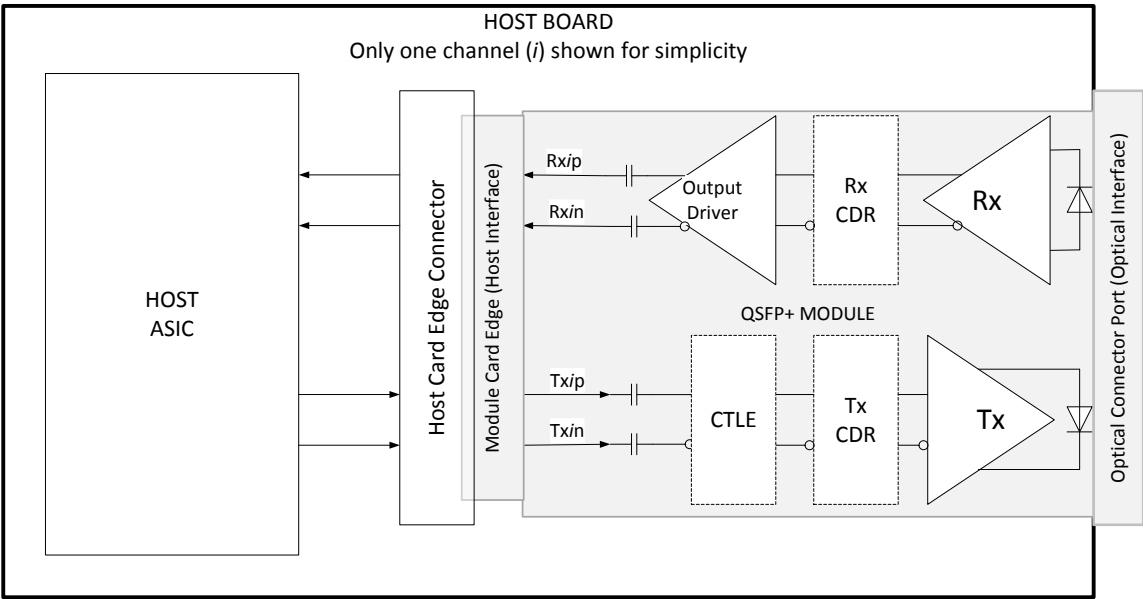 HOST BOARD
Only one channel (i) shown for simplicity
HOST
ASIC
Host Card Edge Connector
Module Card Edge (Host Interface)
Rxip
Rxin
Output
Driver
Rx
CDR
Rx
QSFP+ MODULE
Txip
Txin
CTLE
Tx
CDR
Tx
Optical Connector Port (Optical Interface)